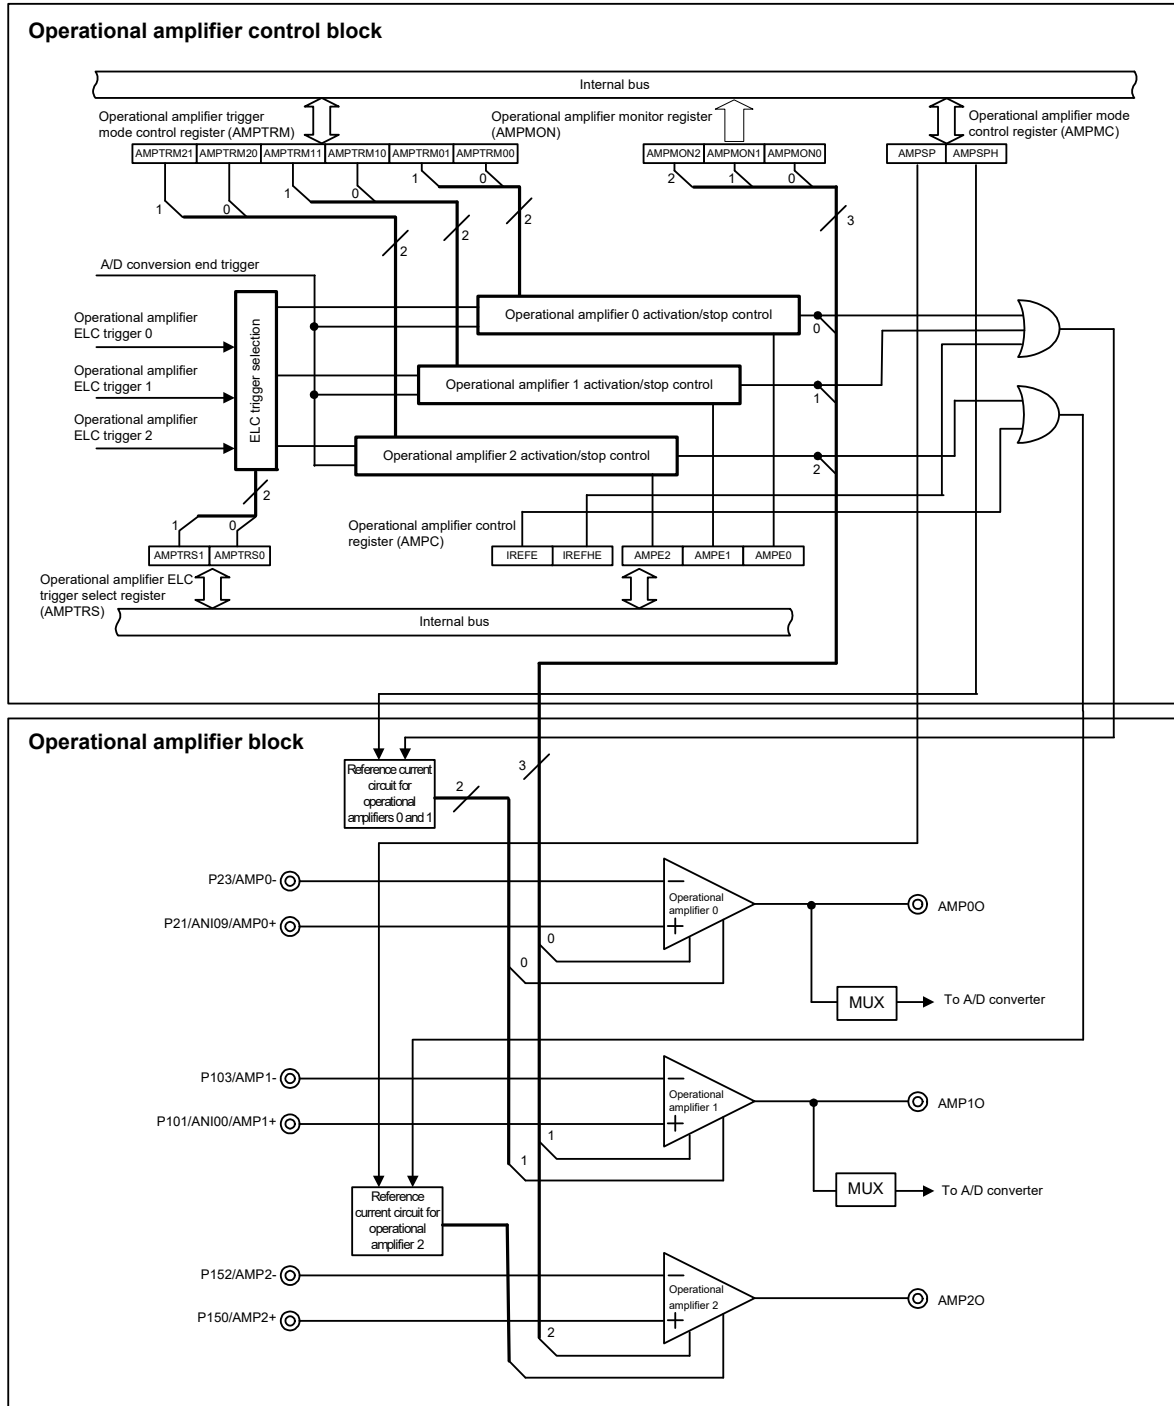 Operational amplifier control block
Internal bus
Operational amplifier trigger
mode control register (AMPTRM)
Operational amplifier monitor register
(AMPMON)
Operational amplifier mode
control register (AMPMC)
AMPTRM21 AMPTRM20 AMPTRM11 AMPTRM10 AMPTRM01 AMPTRM00
AMPMON2 AMPMON1 AMPMON0
AMPSP AMPSPH
1 0 1 0 1 0
2 1 0
2 2 2
3
A/D conversion end trigger
Operational amplifier
ELC trigger 0
Operational amplifier
ELC trigger 1
Operational amplifier
ELC trigger 2
ELC trigger selection
Operational amplifier 0 activation/stop control
0
Operational amplifier 1 activation/stop control
1
Operational amplifier 2 activation/stop control
2
2
1 0
AMPTRS1 AMPTRS0
Operational amplifier ELC
trigger select register
(AMPTRS)
Operational amplifier control
register (AMPC)
IREFE IREFHE AMPE2 AMPE1 AMPE0
Internal bus
Operational amplifier block
Reference current
circuit for
operational
amplifiers 0 and 1
2
3
P23/AMP0-
P21/ANI09/AMP0+
−
Operational
amplifier 0
+
0
0
AMP0O
MUX
To A/D converter
P103/AMP1-
P101/ANI00/AMP1+
−
Operational
amplifier 1
+
1
1
AMP1O
MUX
To A/D converter
Reference
current circuit for
operational
amplifier 2
P152/AMP2-
P150/AMP2+
−
Operational
amplifier 2
+
2
AMP2O